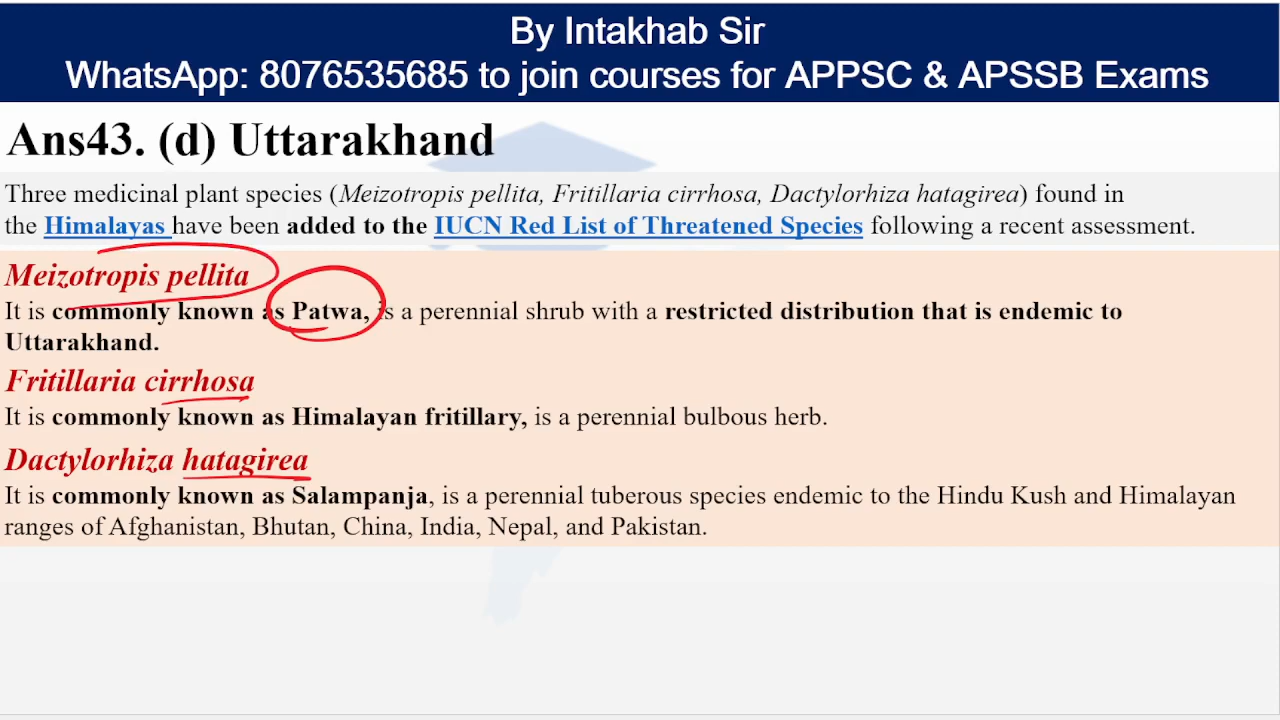 By Intakhab Sir
WhatsApp: 8076535685 to join courses for APPSC & APSSB Exams
Ans43. (d) Uttarakhand
Three medicinal plant species (Meizotropis pellita, Fritillaria cirrhosa, Dactylorhiza hatagirea) found in
the Himalayas have been added to the IUCN Red List of Threatened Species following a recent assessment.
Meizotropis pellita
It is commonly known as Patwa, is a perennial shrub with a restricted distribution that is endemic to
Uttarakhand.
Fritillaria cirrhosa
It is commonly known as Himalayan fritillary, is a perennial bulbous herb.
Dactylorhiza hatagirea
It is commonly known as Salampanja, is a perennial tuberous species endemic to the Hindu Kush and Himalayan
ranges of Afghanistan, Bhutan, China, India, Nepal, and Pakistan.